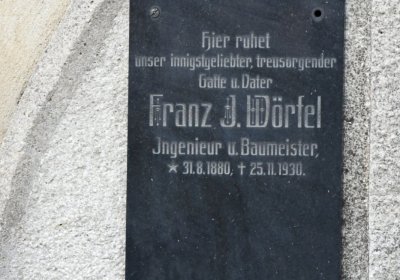 Hier ruhet
unser innigstgeliebter, treusorgender
Gatte u. Vater
Franz J. Wörfel
Ingenieur u. Baumeister,
* 31.8.1880, † 25.11.1930.